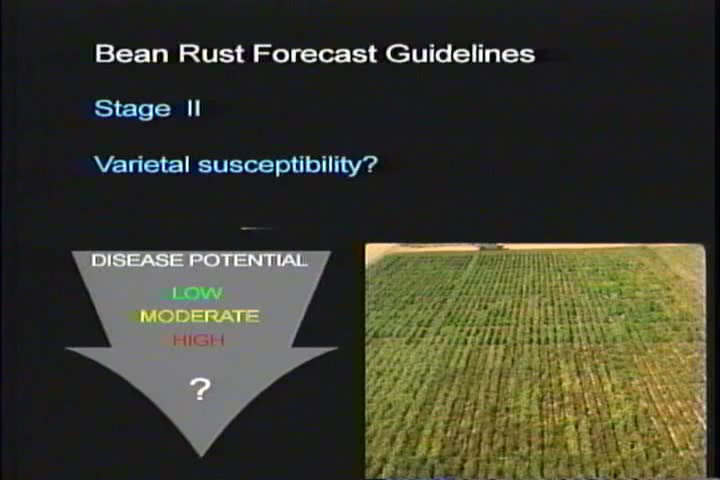 Bean Rust Forecast Guidelines
Stage II
Varietal susceptibility?
DISEASE POTENTIAL
LOW
MODERATE
HIGH
?